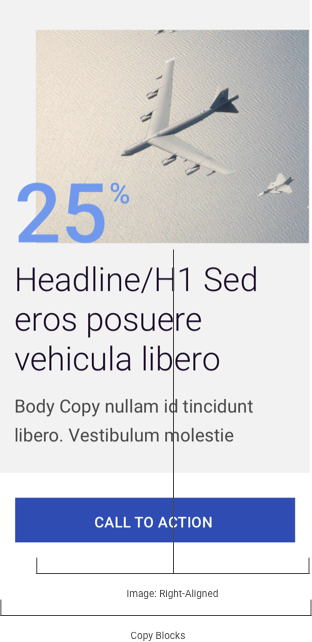 25%
Headline/H1 Sed
eros posuere
vehicula libero
Body Copy nullam id tincidunt
libero. Vestibulum molestie
CALL TO ACTION
Image: Right-Aligned
Copy Blocks